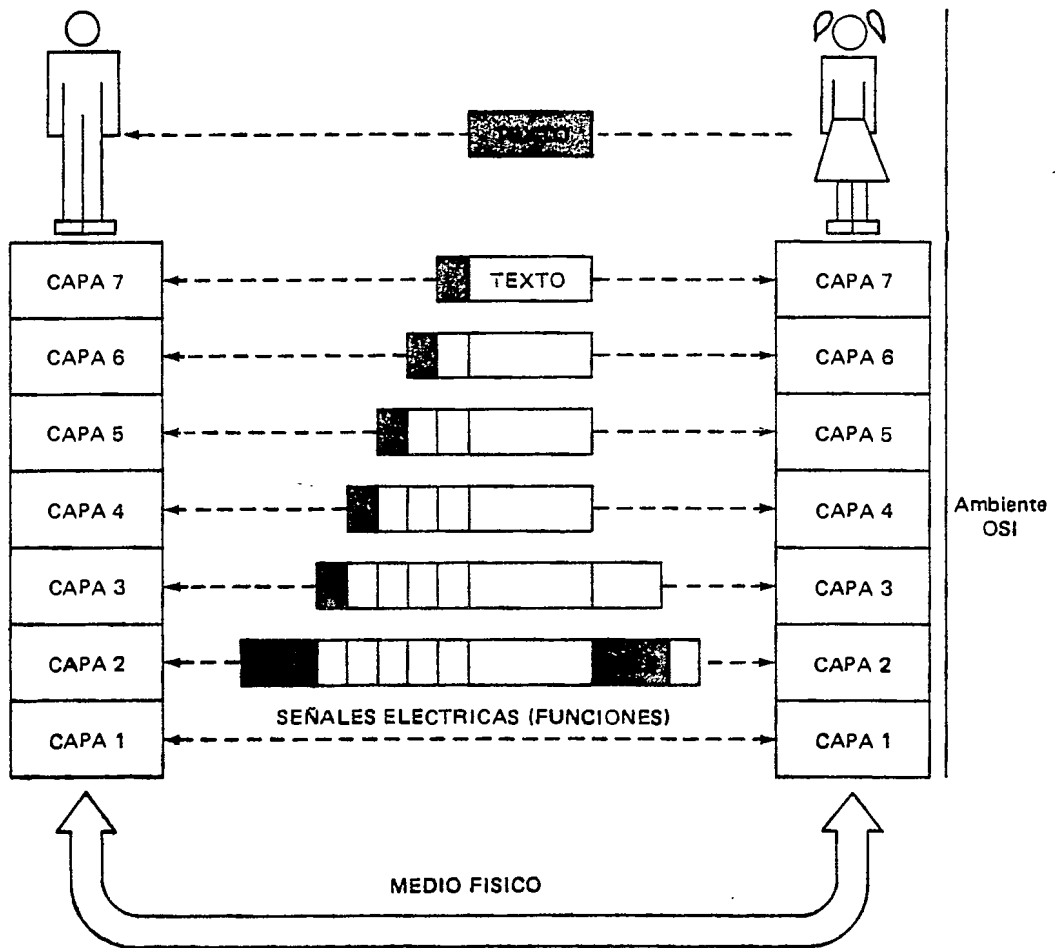 CAPA 7
TEXTO
CAPA 7
CAPA 6
CAPA 6
CAPA 5
CAPA 5
CAPA 4
CAPA 4
Ambiente
OSI
CAPA 3
CAPA 3
CAPA 2
CAPA 2
SEÑALES ELECTRICAS (FUNCIONES)
CAPA 1
CAPA 1
MEDIO FISICO